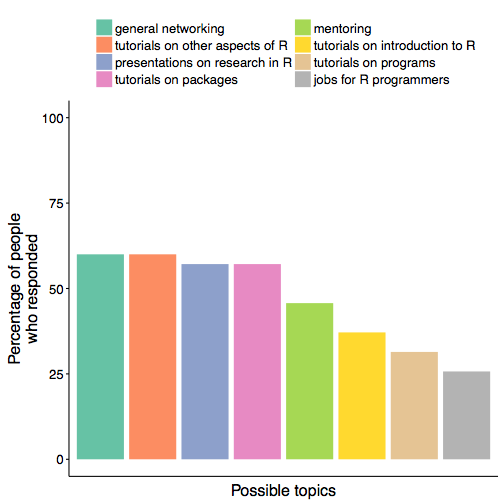 general networking
tutorials on other aspects of R
presentations on research in R
tutorials on packages
mentoring
tutorials on introduction to R
tutorials on programs
jobs for R programmers
Percentage of people
who responded
100
75
50
25
0
Possible topics